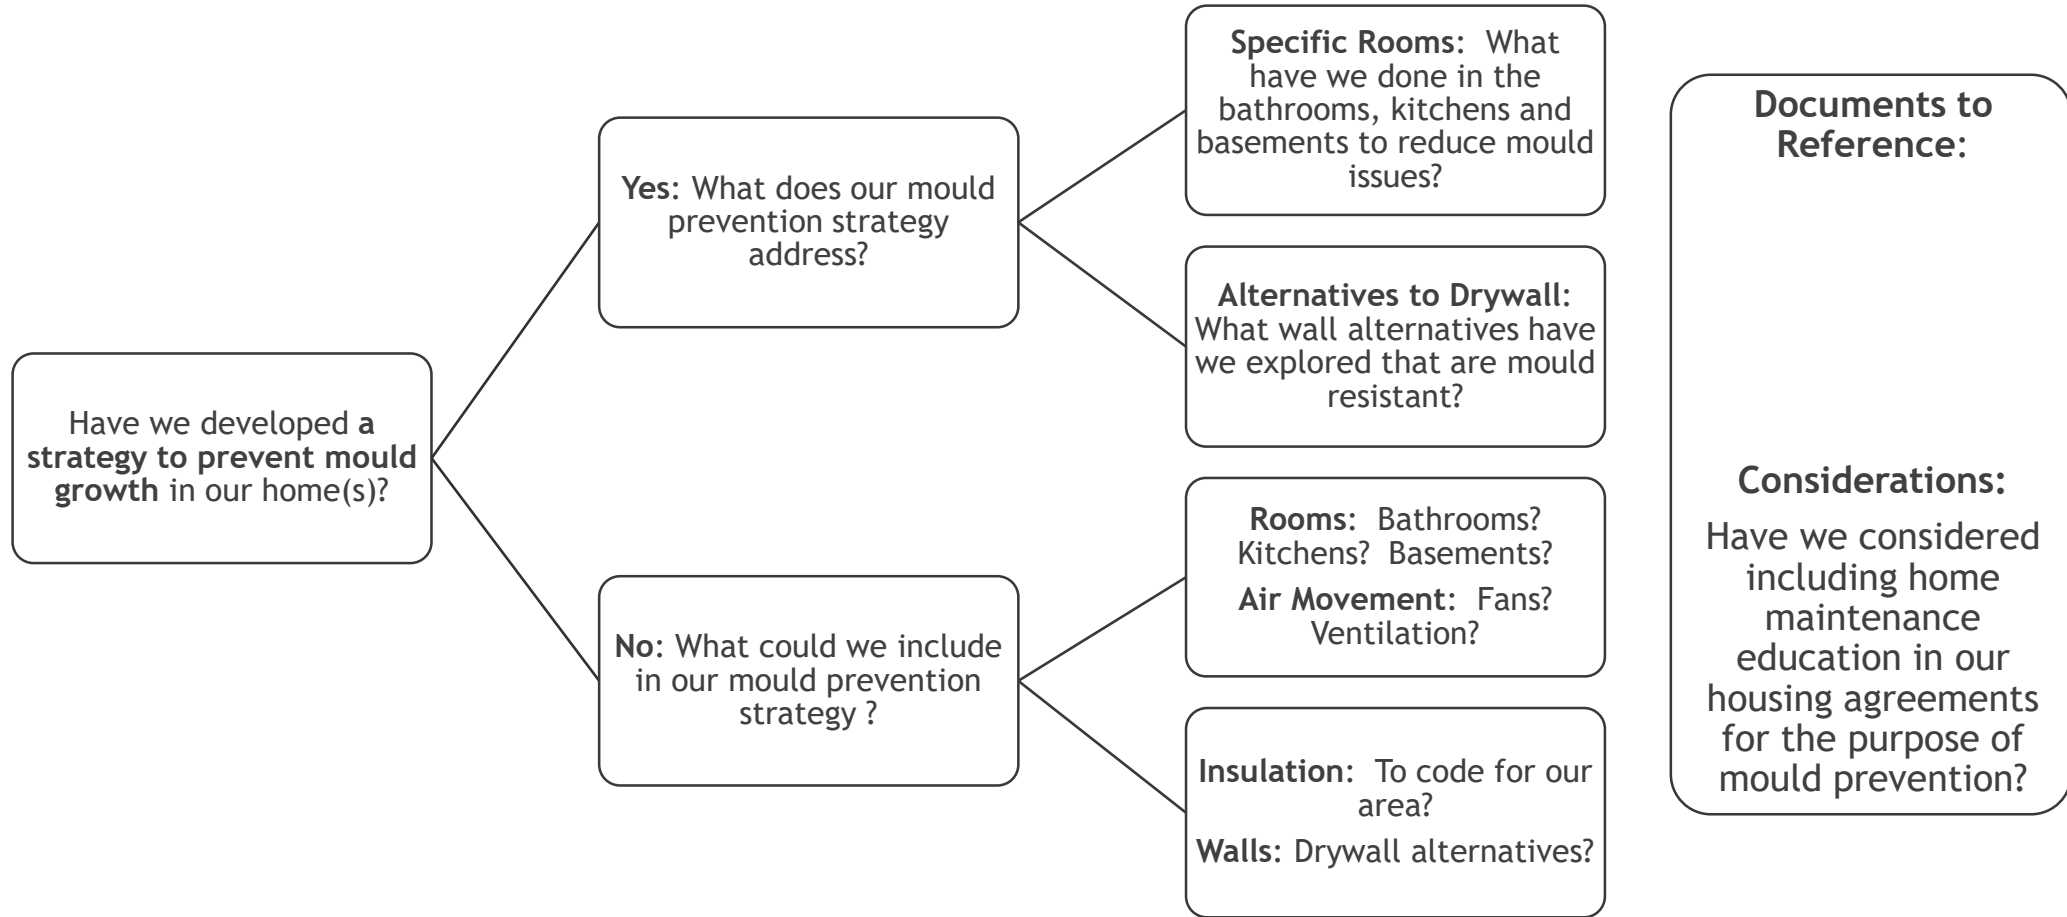 Have we developed a
strategy to prevent mould
growth in our home(s)?
Yes: What does our mould
prevention strategy
address?
Specific Rooms: What
have we done in the
bathrooms, kitchens and
basements to reduce mould
issues?
Alternatives to Drywall:
What wall alternatives have
we explored that are mould
resistant?
No: What could we include
in our mould prevention
strategy ?
Rooms: Bathrooms?
Kitchens? Basements?
Air Movement: Fans?
Ventilation?
Insulation: To code for our
area?
Walls: Drywall alternatives?
Documents to
Reference:
Considerations:
Have we considered
including home
maintenance
education in our
housing agreements
for the purpose of
mould prevention?